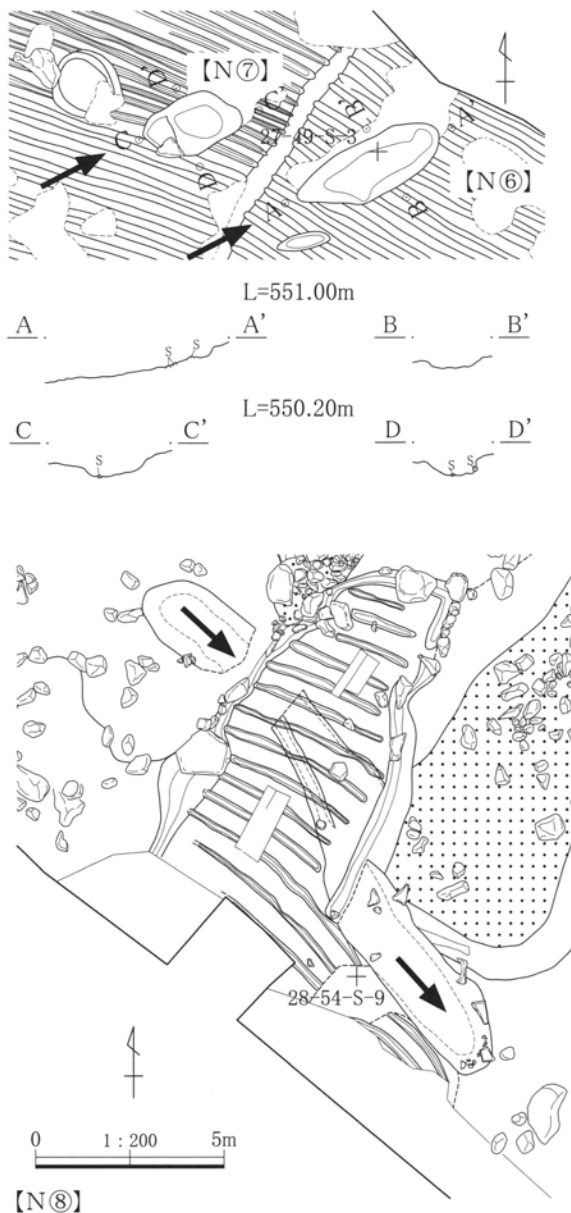 【N⑦】
D'
C'
C
D
27-49-S-3
B'
A'
A
B
【N⑥】
L=551.00m
A A' B B'
S S
L=550.20m
C C' D D'
S S S
28-54-S-9
0 1：200 5m
【N⑧】